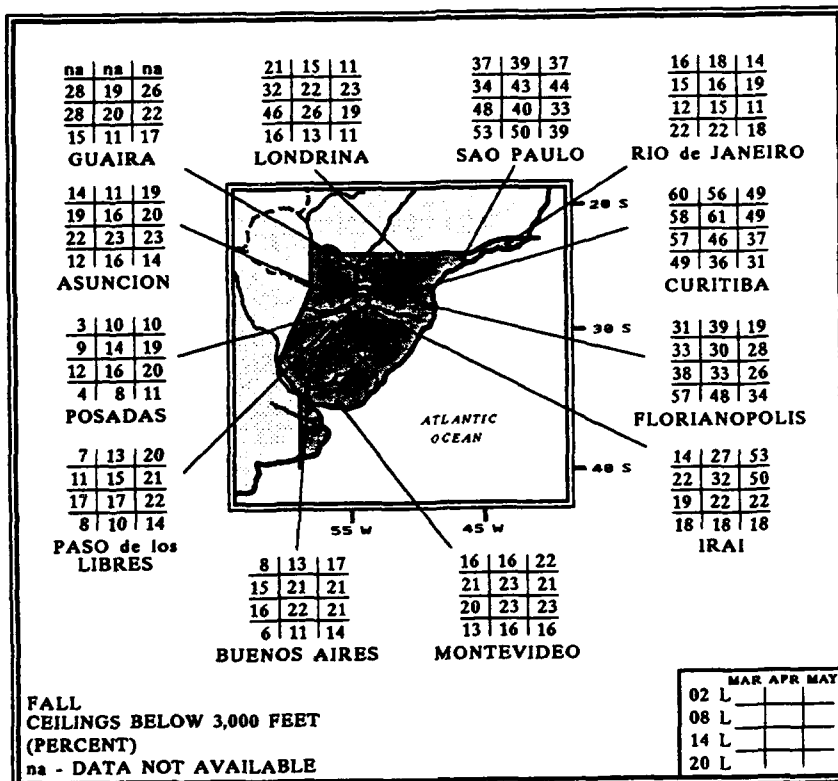 na | na | na
28 | 19 | 26
28 | 20 | 22
15 | 11 | 17
GUAIRA
21 | 15 | 11
32 | 22 | 23
46 | 26 | 19
16 | 13 | 11
LONDRINA
37 | 39 | 37
34 | 43 | 44
48 | 40 | 33
53 | 50 | 39
SAO PAULO
16 | 18 | 14
15 | 16 | 19
12 | 15 | 11
22 | 22 | 18
RIO de JANEIRO
14 | 11 | 19
19 | 16 | 20
22 | 23 | 23
12 | 16 | 14
ASUNCION
20 S
60 | 56 | 49
58 | 61 | 49
57 | 46 | 37
49 | 36 | 31
CURITIBA
3 | 10 | 10
9 | 14 | 19
12 | 16 | 20
4 | 8 | 11
POSADAS
30 S
31 | 39 | 19
33 | 30 | 28
38 | 33 | 26
57 | 48 | 34
FLORIANOPOLIS
ATLANTIC
OCEAN
7 | 13 | 20
11 | 15 | 21
17 | 17 | 22
8 | 10 | 14
PASO de los
LIBRES
40 S
14 | 27 | 53
22 | 32 | 50
19 | 22 | 22
18 | 18 | 18
IRAI
55 W
45 W
8 | 13 | 17
15 | 21 | 21
16 | 22 | 21
6 | 11 | 14
BUENOS AIRES
16 | 16 | 22
21 | 23 | 21
20 | 23 | 23
13 | 16 | 16
MONTEVIDEO
FALL
CEILINGS BELOW 3,000 FEET
(PERCENT)
na - DATA NOT AVAILABLE
MAR APR MAY
02 L
08 L
14 L
20 L